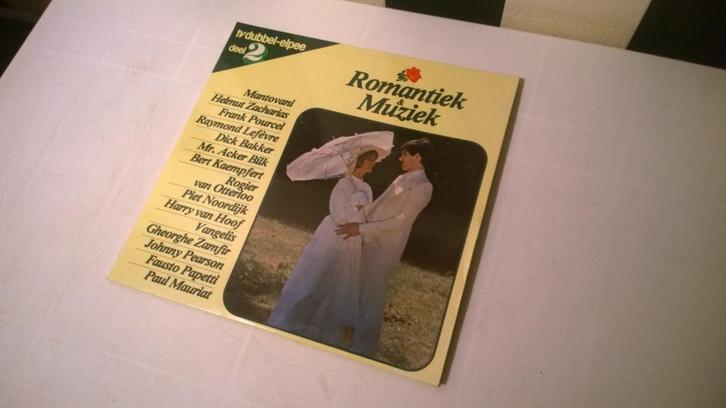 tv dubbel-elpee
deel 2
Romantiek
& Muziek
Mantovani
Helmut Zacharias
Frank Pourcel
Raymond Lefèvre
Dick Bakker
Mr. Acker Bilk
Bert Kaempfert
Rogier
van Otterloo
Piet Noordijk
Harry van Hoof
Vangelis
Gheorghe Zamfir
Johnny Pearson
Fausto Papetti
Paul Mauriat